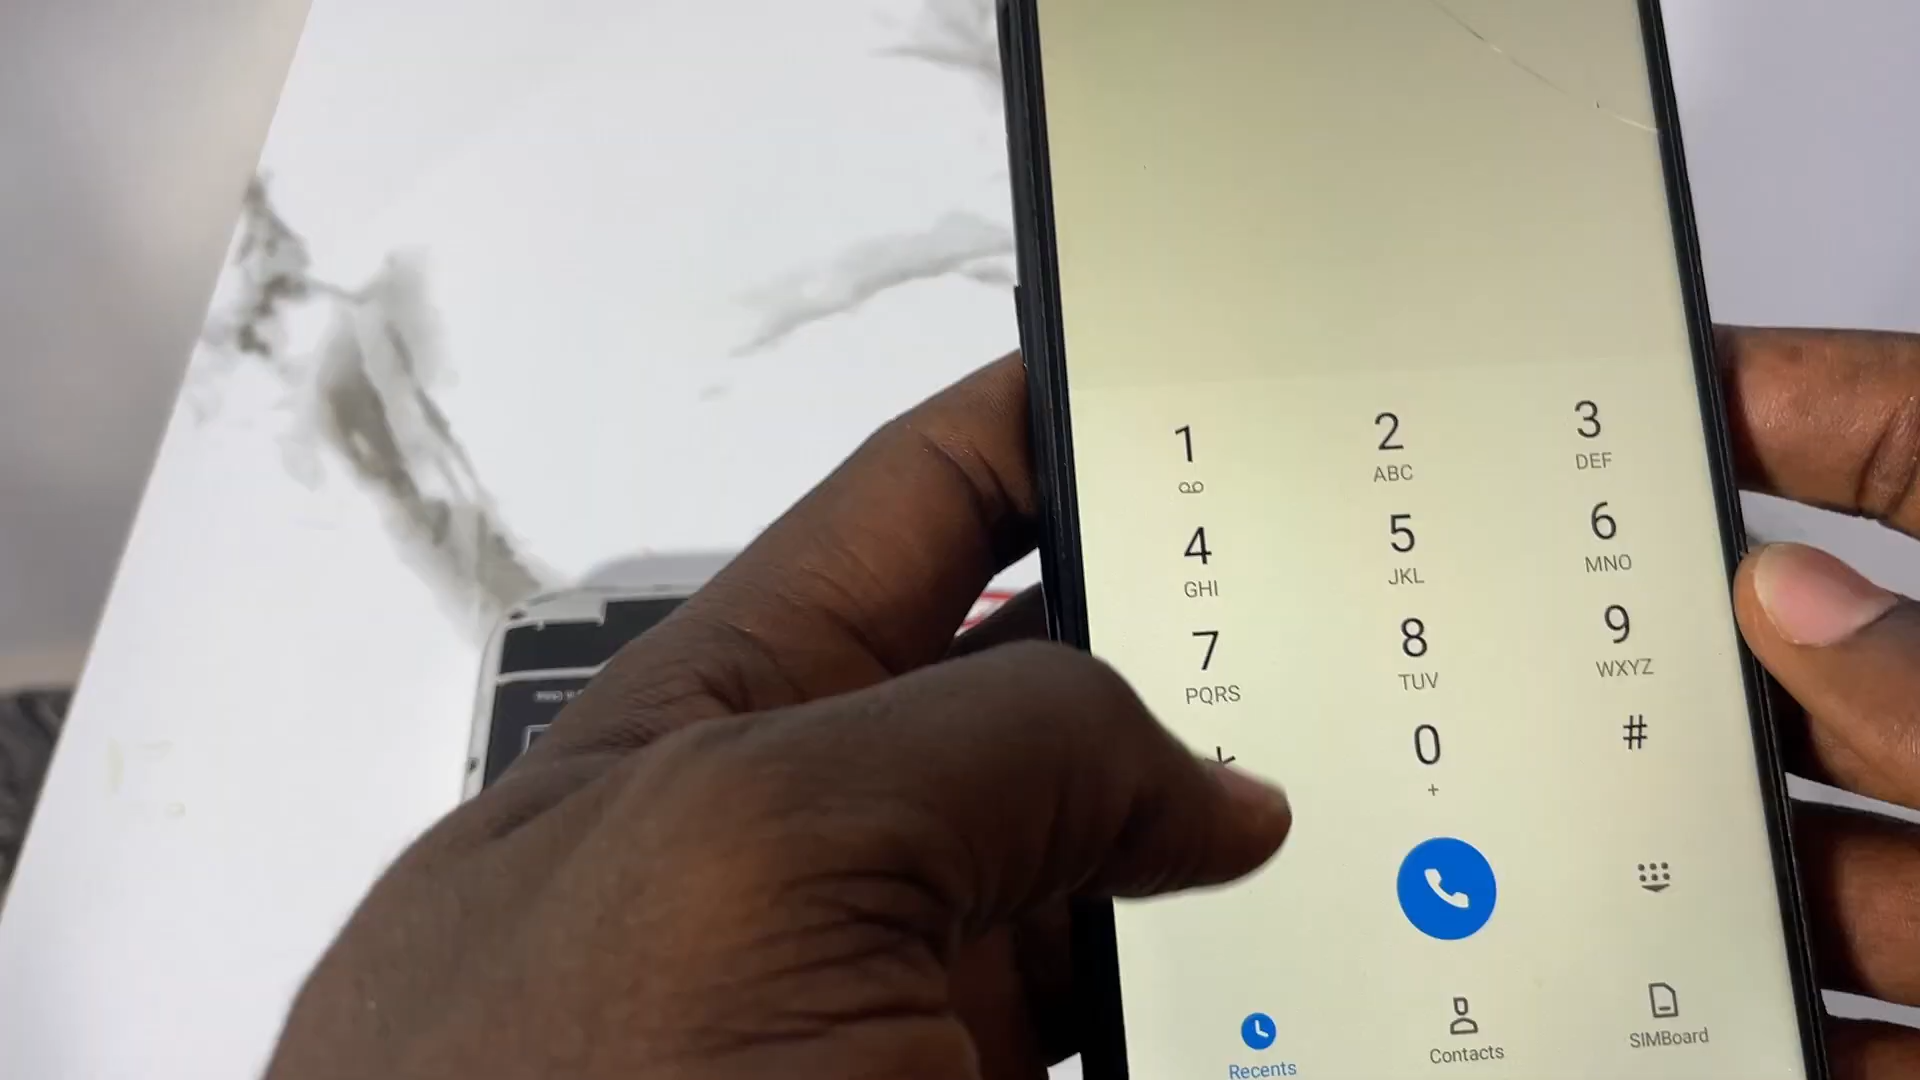 1 2 3
ABC DEF
4 5 6
GHI JKL MNO
7 8 9
PQRS TUV WXYZ
* 0 #
+
Recents Contacts SIMBoard